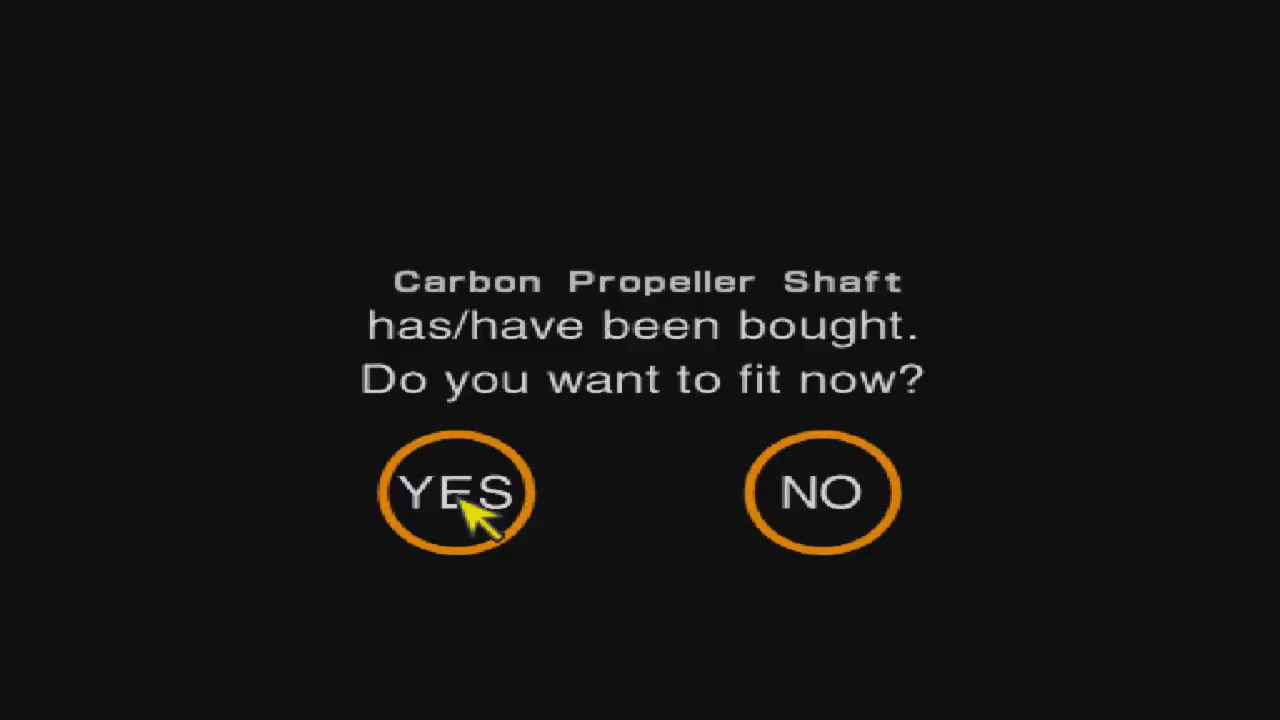 Carbon Propeller Shaft
has/have been bought.
Do you want to fit now?
YES NO